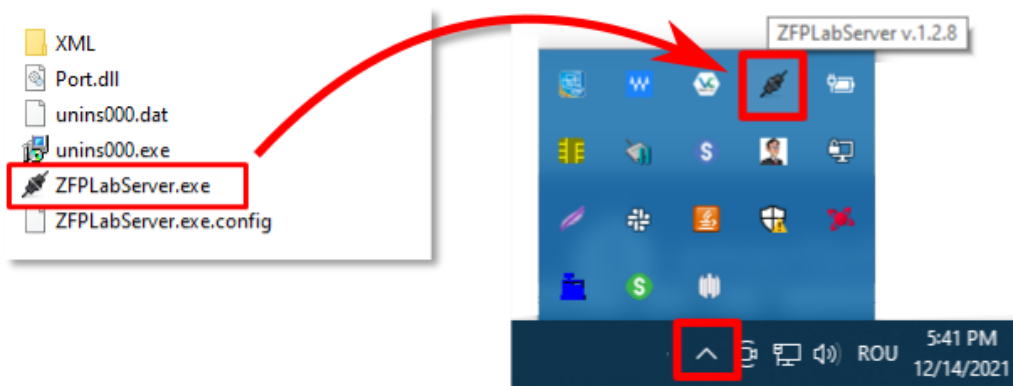 XML
Port.dll
unins000.dat
unins000.exe
ZFPLabServer.exe
ZFPLabServer.exe.config
ZFPLabServer v.1.2.8
W
S
S
ROU
5:41 PM
12/14/2021